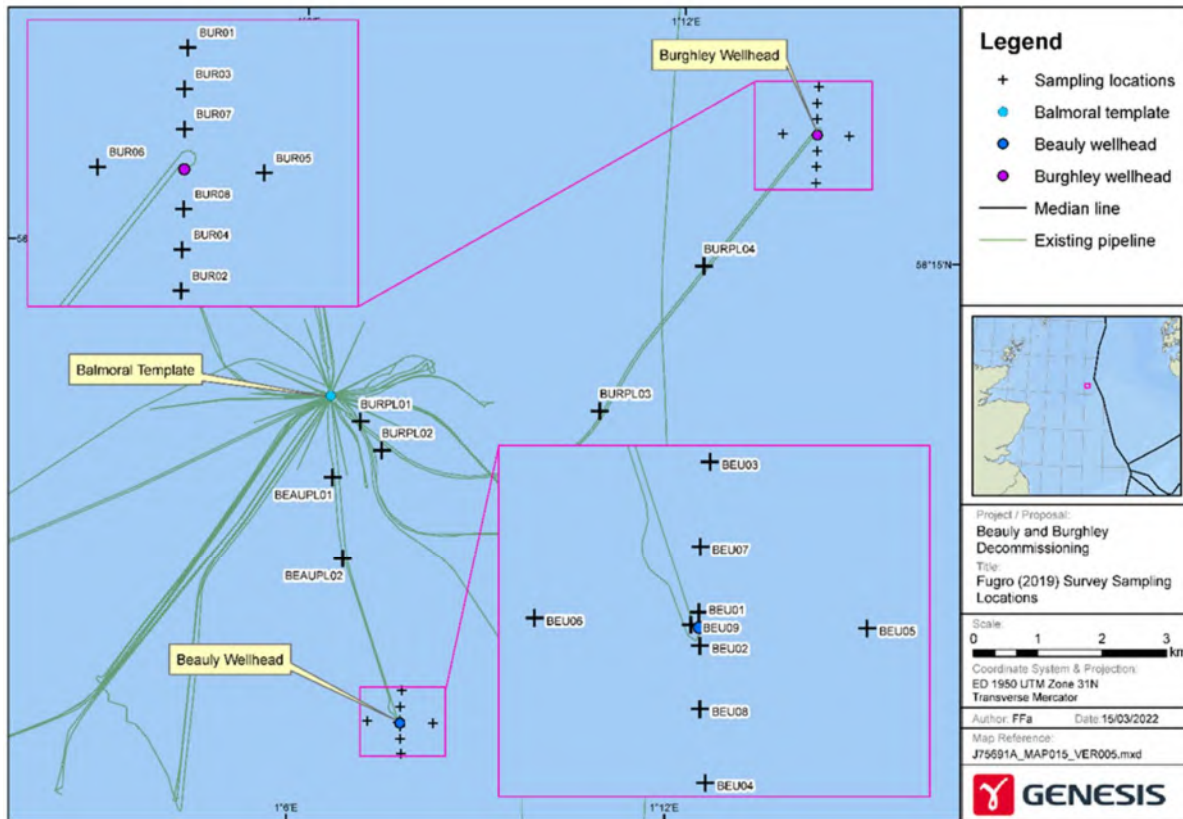 1°12'E
BUR01
BUR03
BUR07
BUR06
BUR05
BUR08
BUR04
BUR02
Burghley Wellhead
BURPL04
58°15'N
58
Balmoral Template
BURPL01
BURPL02
BURPL03
BEAUPL01
BEAUPL02
Beauly Wellhead
BEU03
BEU07
BEU01
BEU06
BEU09
BEU05
BEU02
BEU08
BEU04
1°6'E
1°12'E
Legend
Sampling locations
Balmoral template
Beauly wellhead
Burghley wellhead
Median line
Existing pipeline
Project / Proposal:
Beauly and Burghley
Decommissioning
Title:
Fugro (2019) Survey Sampling
Locations
Scale:
0 1 2 3
km
Coordinate System & Projection:
ED 1950 UTM Zone 31N
Transverse Mercator
Author: FFa Date: 15/03/2022
Map Reference:
J75691A_MAP015_VER005.mxd
GENESIS